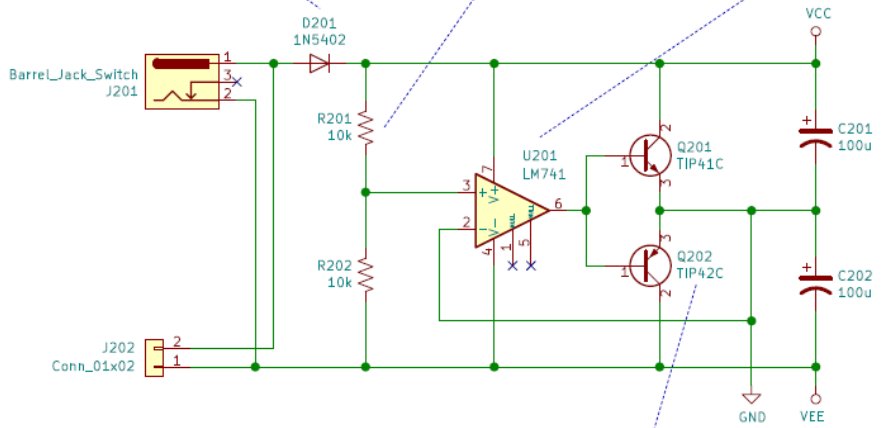 D201
1N5402
VCC
Barrel_Jack_Switch
J201
1
3
2
R201
10k
U201
LM741
7
3
2
+
-
V+
V-
4
1
5
6
2
1
3
Q201
TIP41C
+
C201
100u
R202
10k
3
1
2
Q202
TIP42C
+
C202
100u
J202
Conn_01x02
2
1
GND
VEE